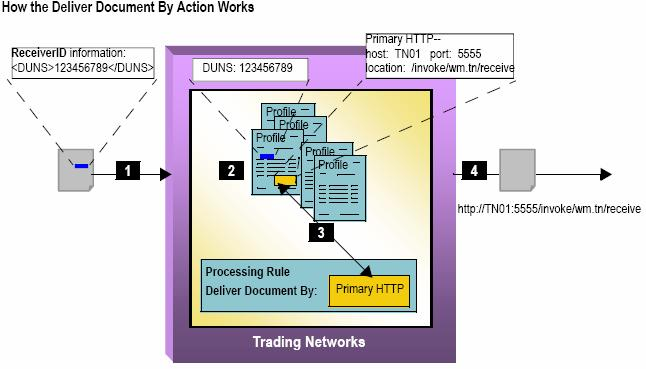 How the Deliver Document By Action Works
ReceiverID information:
<DUNS>123456789</DUNS>
DUNS: 123456789
Primary HTTP--
host: TN01 port: 5555
location: /invoke/wm.tn/receive
Profile
Profile
Profile
Profile
Profile
1
2
3
4
http://TN01:5555/invoke/wm.tn/receive
Processing Rule
Deliver Document By:
Primary HTTP
Trading Networks